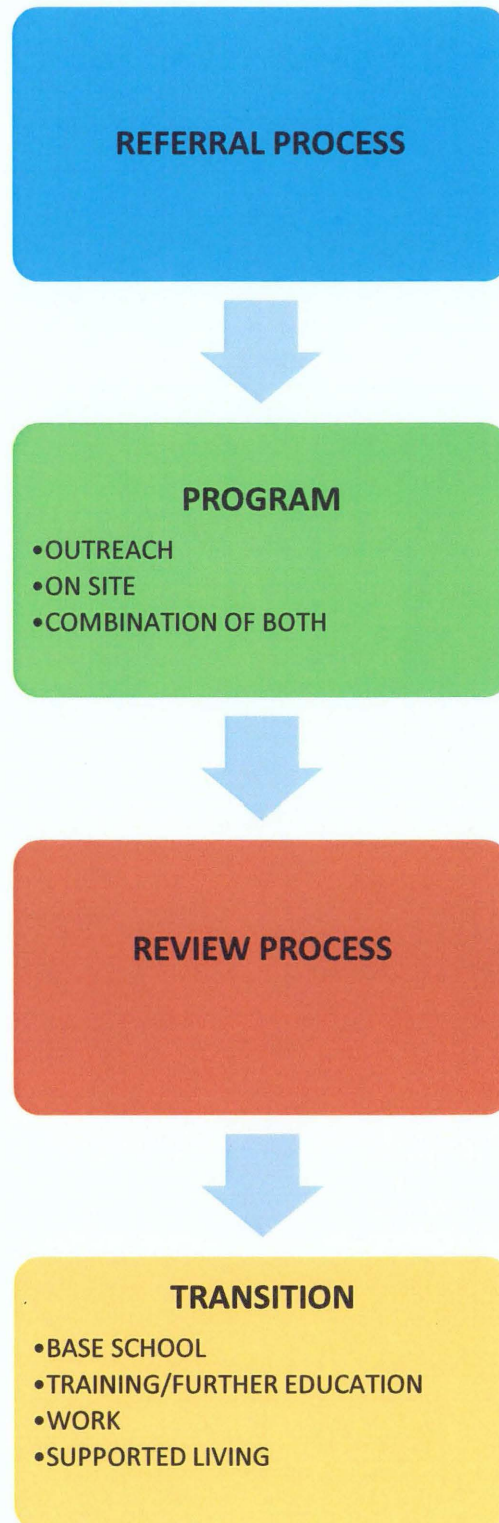 REFERRAL PROCESS
PROGRAM
•OUTREACH
•ON SITE
•COMBINATION OF BOTH
REVIEW PROCESS
TRANSITION
•BASE SCHOOL
•TRAINING/FURTHER EDUCATION
•WORK
•SUPPORTED LIVING